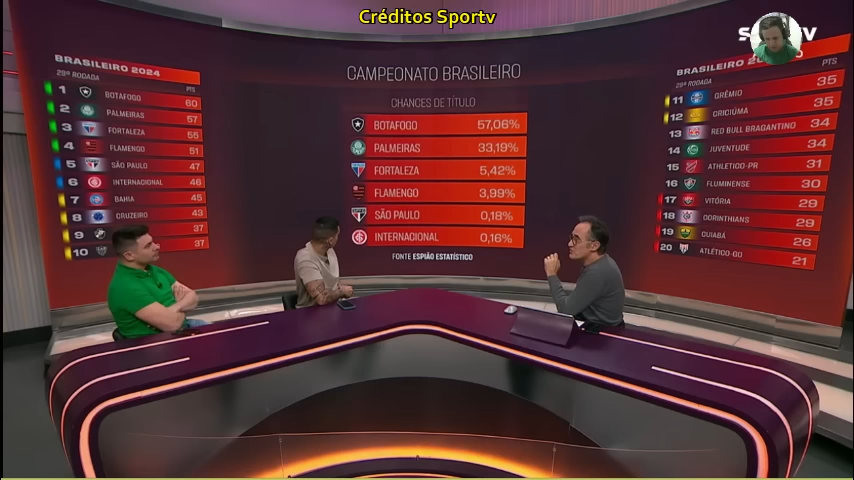 Créditos Sportv
BRASILEIRO 2024
29ª RODADA PTS
1 BOTAFOGO 60
2 PALMEIRAS 57
3 FORTALEZA 55
4 FLAMENGO 51
5 SÃO PAULO 47
6 INTERNACIONAL 46
7 BAHIA 45
8 CRUZEIRO 43
9 37
10 37
CAMPEONATO BRASILEIRO
CHANCES DE TÍTULO
BOTAFOGO 57,06%
PALMEIRAS 33,19%
FORTALEZA 5,42%
FLAMENGO 3,99%
SÃO PAULO 0,18%
INTERNACIONAL 0,16%
FONTE ESPIÃO ESTATÍSTICO
BRASILEIRO
29ª RODADA PTS
11 GRÊMIO 35
12 CRICIÚMA 35
13 RED BULL BRAGANTINO 34
14 JUVENTUDE 34
15 ATHLETICO-PR 31
16 FLUMINENSE 30
17 VITÓRIA 29
18 CORINTHIANS 29
19 CUIABÁ 26
20 ATLÉTICO-GO 21